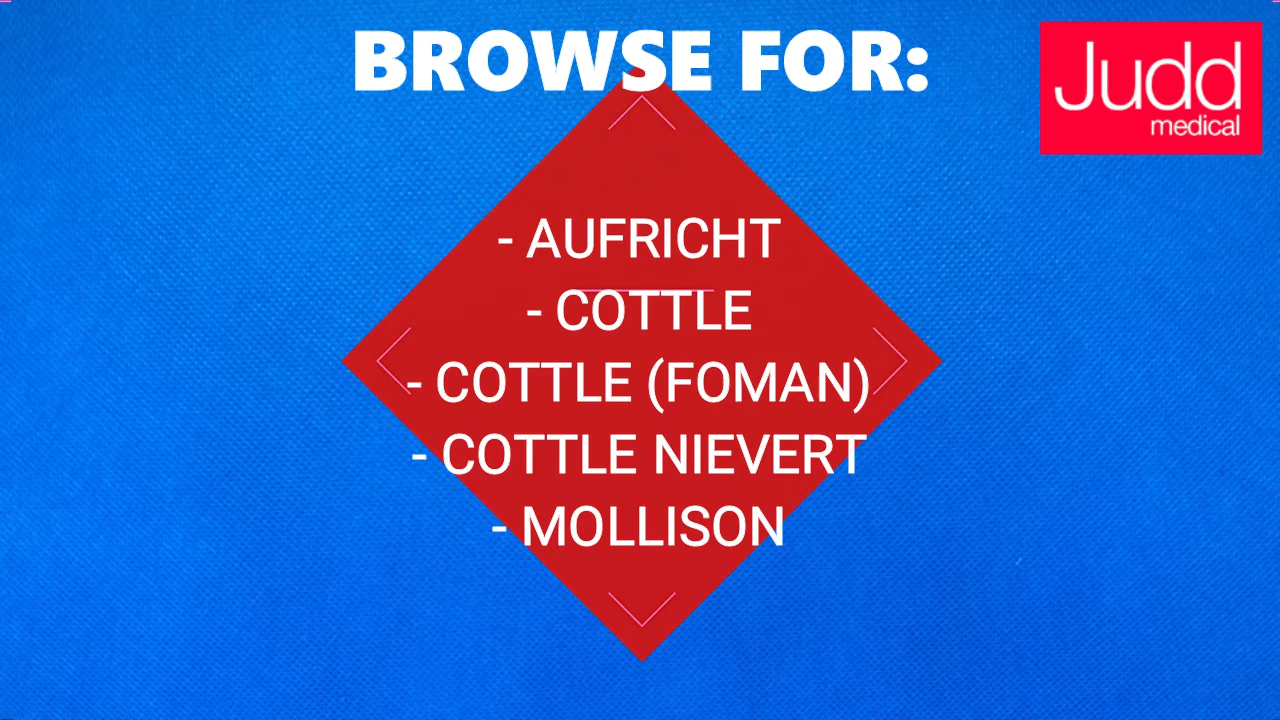 BROWSE FOR:
Judd
medical
- AUFRICHT
- COTTLE
- COTTLE (FOMAN)
- COTTLE NIEVERT
- MOLLISON